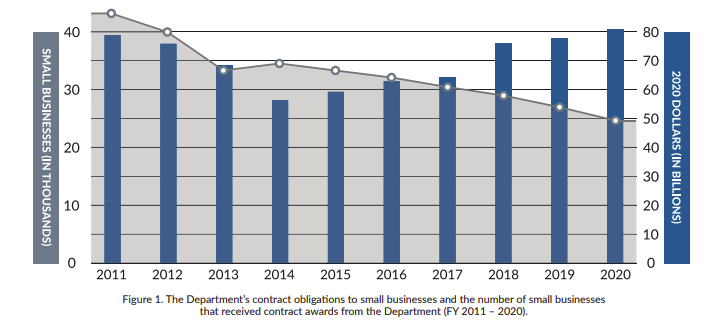 SMALL BUSINESSES (IN THOUSANDS)
40
30
20
10
0
80
70
60
50
40
30
20
10
0
2020 DOLLARS (IN BILLIONS)
2011 2012 2013 2014 2015 2016 2017 2018 2019 2020
Figure 1. The Department's contract obligations to small businesses and the number of small businesses
that received contract awards from the Department (FY 2011 – 2020).